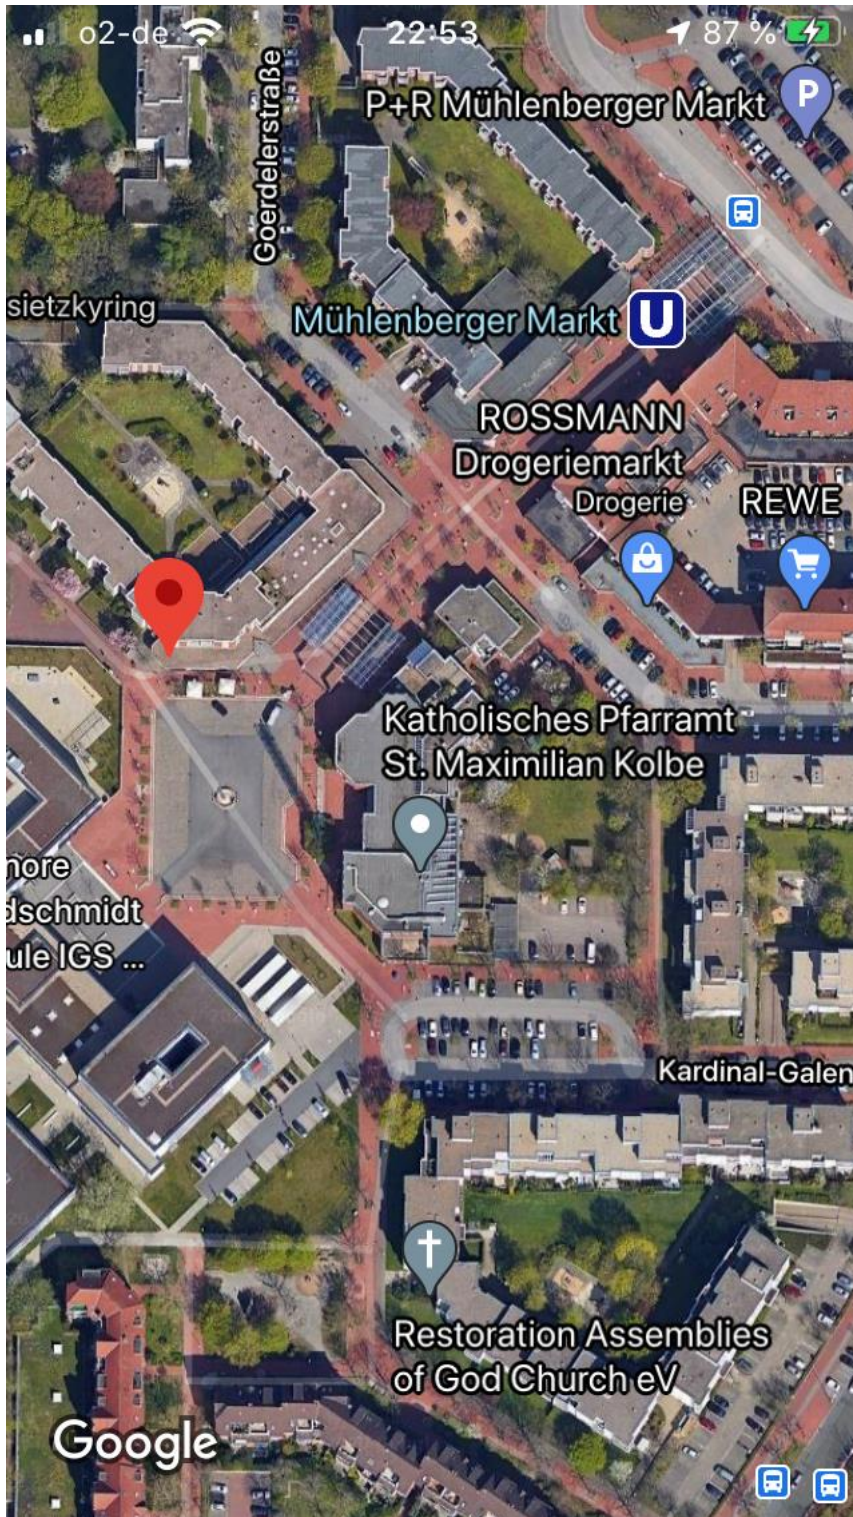 o2-de 22:53 87 %
Goerdelerstraße
P+R Mühlenberger Markt
P
sietzkyring
Mühlenberger Markt
U
ROSSMANN
Drogeriemarkt
Drogerie
REWE
Katholisches Pfarramt
St. Maximilian Kolbe
nore
dschmidt
ule IGS ...
Kardinal-Galen
Restoration Assemblies
of God Church eV
Google